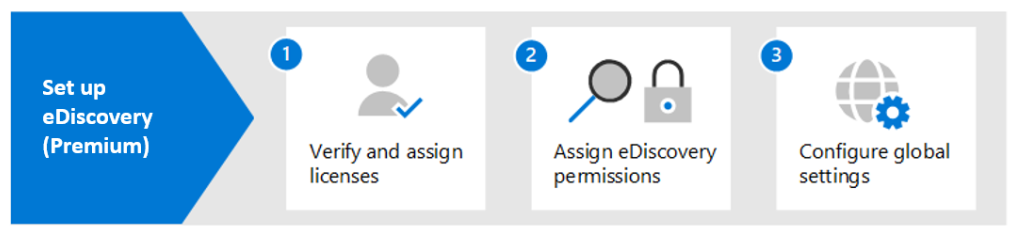 Set up
eDiscovery
(Premium)
1
Verify and assign
licenses
2
Assign eDiscovery
permissions
3
Configure global
settings